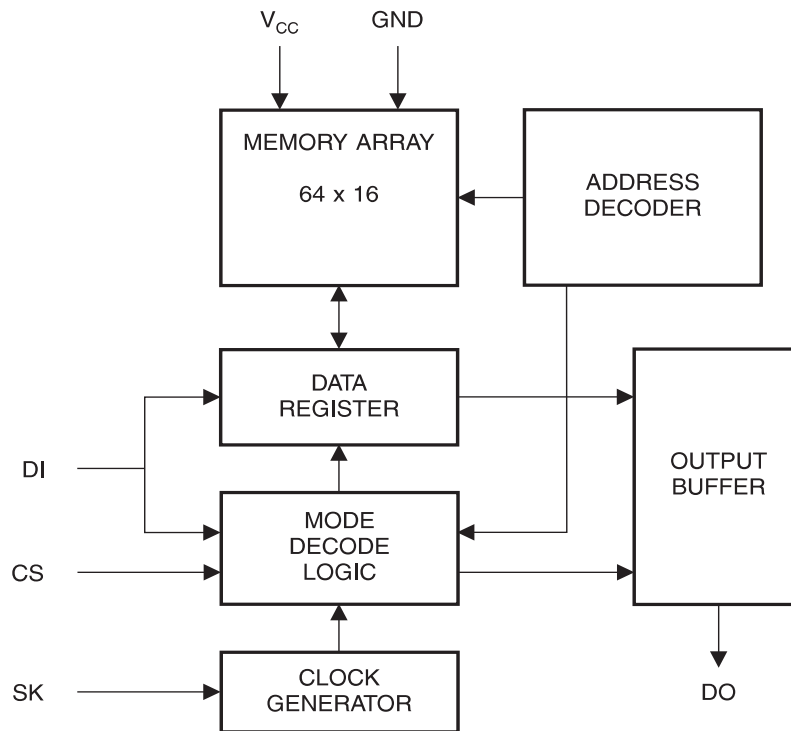 V_CC
GND
MEMORY ARRAY
64 x 16
ADDRESS
DECODER
DATA
REGISTER
DI
OUTPUT
BUFFER
MODE
DECODE
LOGIC
CS
CLOCK
GENERATOR
SK
DO